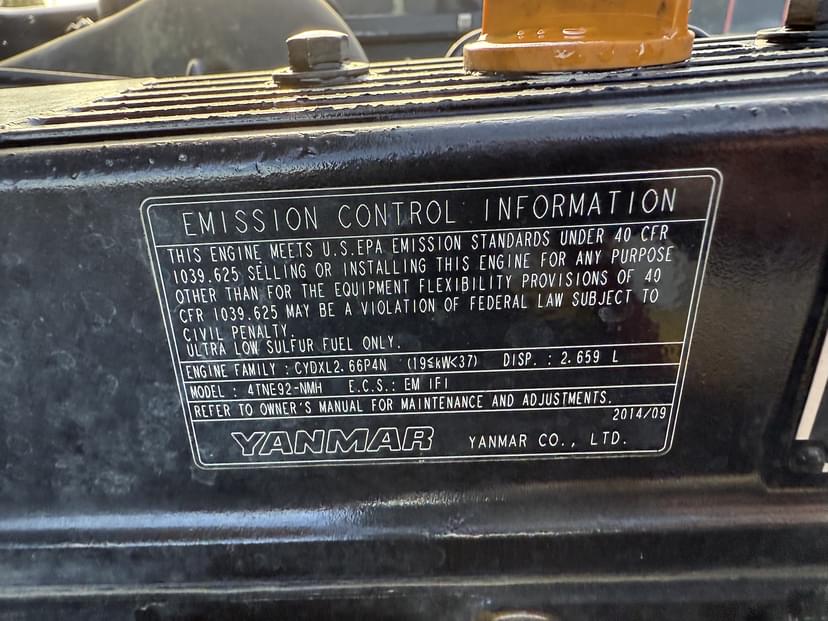 EMISSION CONTROL INFORMATION
THIS ENGINE MEETS U.S.EPA EMISSION STANDARDS UNDER 40 CFR
1039.625 SELLING OR INSTALLING THIS ENGINE FOR ANY PURPOSE
OTHER THAN FOR THE EQUIPMENT FLEXIBILITY PROVISIONS OF 40
CFR 1039.625 MAY BE A VIOLATION OF FEDERAL LAW SUBJECT TO
CIVIL PENALTY.
ULTRA LOW SULFUR FUEL ONLY.
ENGINE FAMILY : CYDXL2.66P4N (19≦kW<37) DISP. : 2.659 L
MODEL : 4TNE92-NMH E.C.S.: EM IFI
REFER TO OWNER'S MANUAL FOR MAINTENANCE AND ADJUSTMENTS.
2014/09
YANMAR YANMAR CO., LTD.